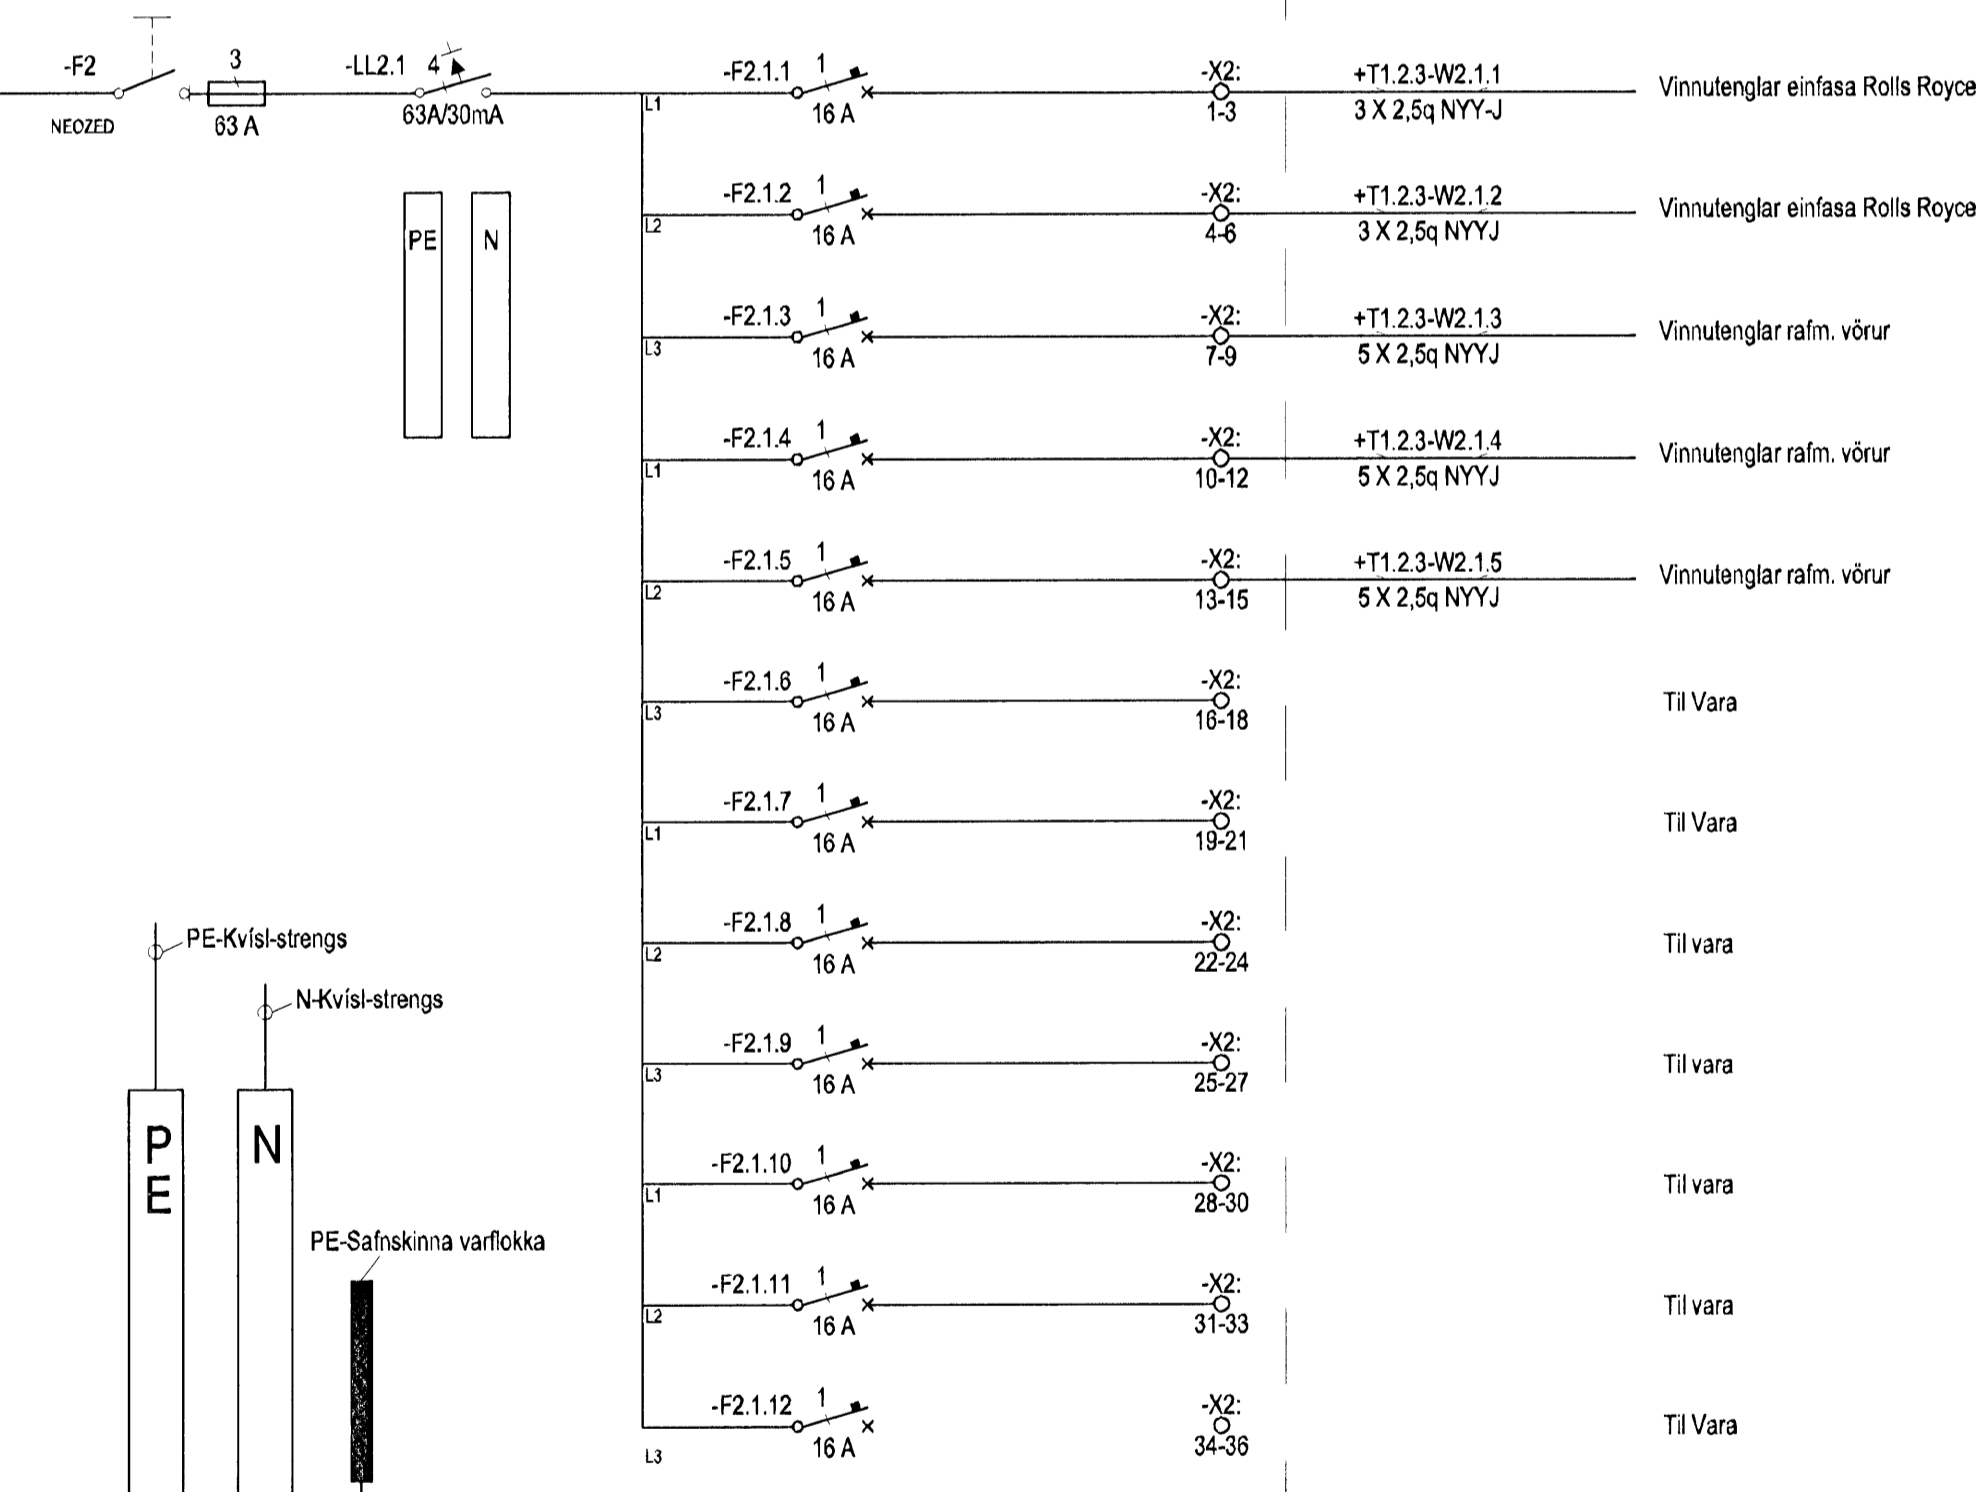 -F2
3
-LL2.1
4
NEOZED
63 A
63A/30mA
L1
-F2.1.1
1
16 A
-X2:
1-3
+T1.2.3-W2.1.1
3 X 2,5q NYY-J
Vinnutenglar einfasa Rolls Royce
PE
N
L2
-F2.1.2
1
16 A
-X2:
4-6
+T1.2.3-W2.1.2
3 X 2,5q NYYJ
Vinnutenglar einfasa Rolls Royce
L3
-F2.1.3
1
16 A
-X2:
7-9
+T1.2.3-W2.1.3
5 X 2,5q NYYJ
Vinnutenglar rafm. vörur
L1
-F2.1.4
1
16 A
-X2:
10-12
+T1.2.3-W2.1.4
5 X 2,5q NYYJ
Vinnutenglar rafm. vörur
L2
-F2.1.5
1
16 A
-X2:
13-15
+T1.2.3-W2.1.5
5 X 2,5q NYYJ
Vinnutenglar rafm. vörur
L3
-F2.1.6
1
16 A
-X2:
16-18
Til Vara
L1
-F2.1.7
1
16 A
-X2:
19-21
Til Vara
L2
-F2.1.8
1
16 A
-X2:
22-24
Til vara
L3
-F2.1.9
1
16 A
-X2:
25-27
Til vara
L1
-F2.1.10
1
16 A
-X2:
28-30
Til vara
L2
-F2.1.11
1
16 A
-X2:
31-33
Til vara
L3
-F2.1.12
1
16 A
-X2:
34-36
Til Vara
PE-Kvísl-strengs
N-Kvísl-strengs
P
E
N
PE-Safnskinna varflokka